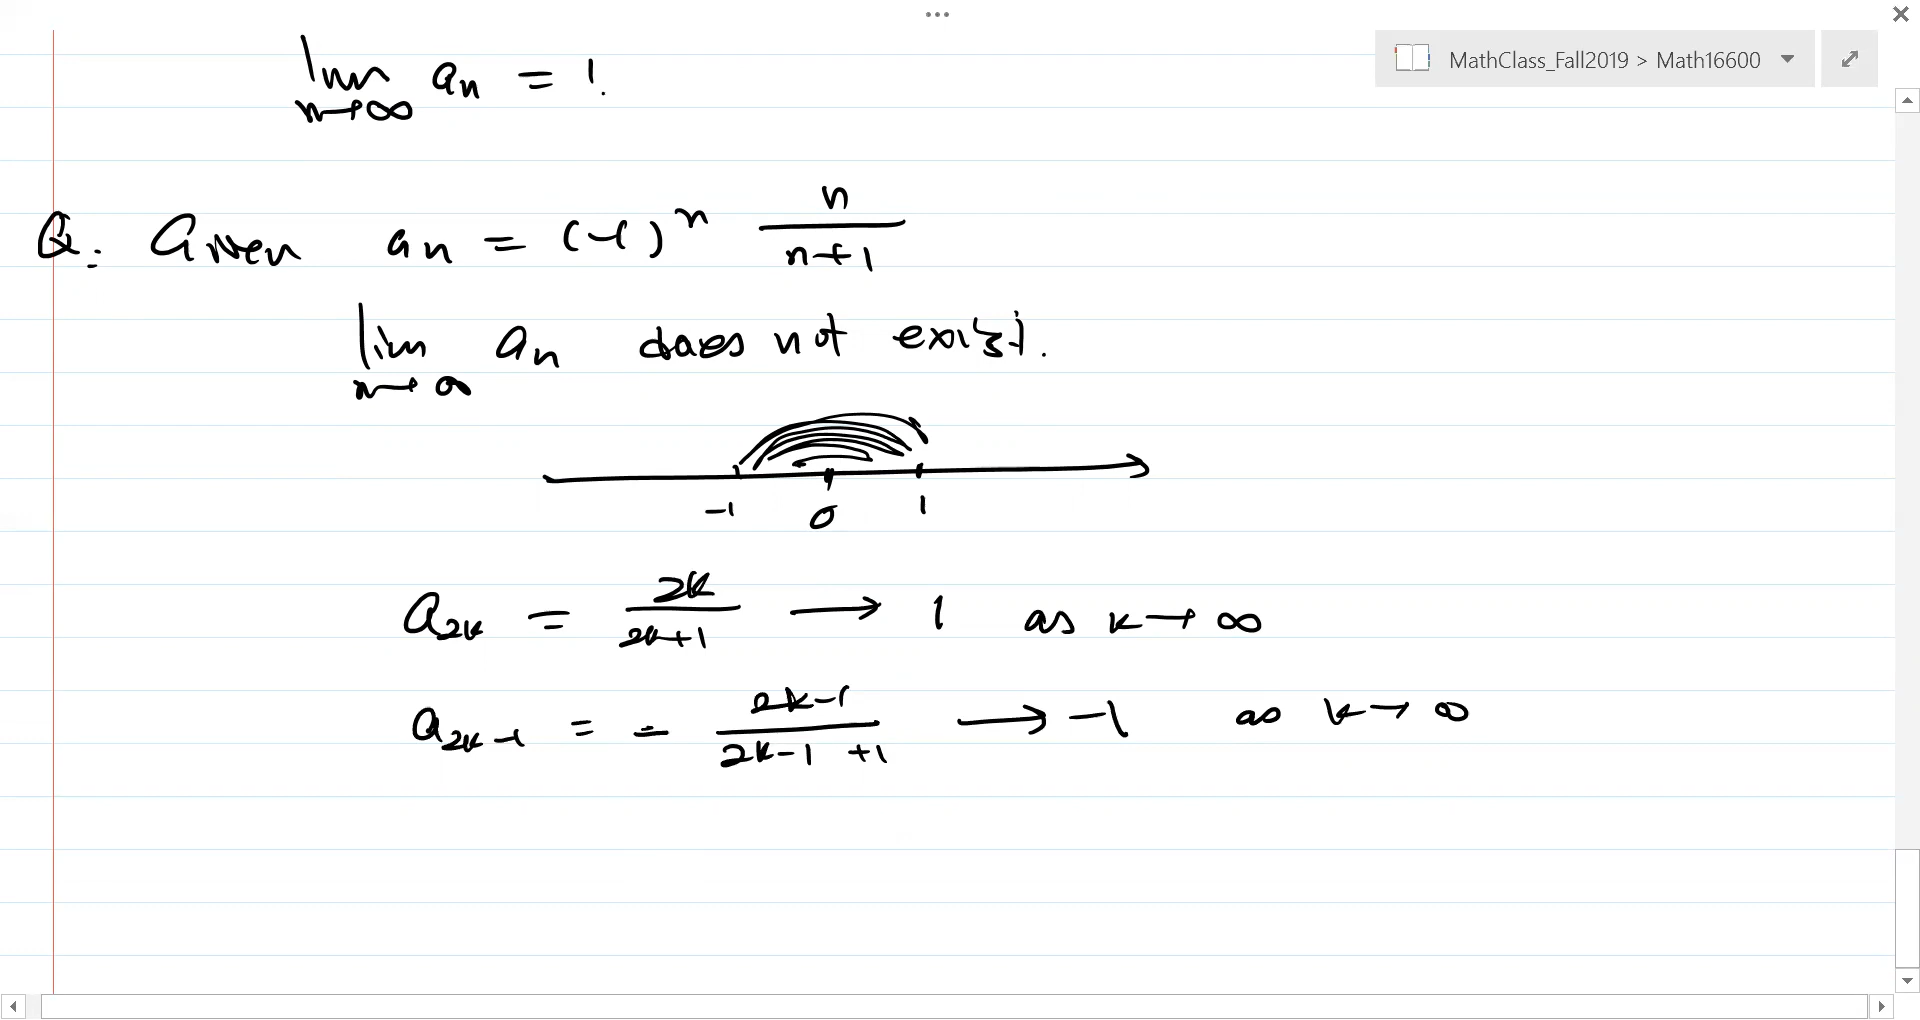 MathClass_Fall2019 > Math16600
lim n→∞ aₙ = 1.
Q: Given aₙ = (-1)ⁿ n/(n+1)
lim n→∞ aₙ does not exist.
-1 0 1
a₂ₖ = 2k/(2k+1) → 1 as k → ∞
a₂ₖ₋₁ = - (2k-1)/(2k-1+1) → -1 as k → ∞